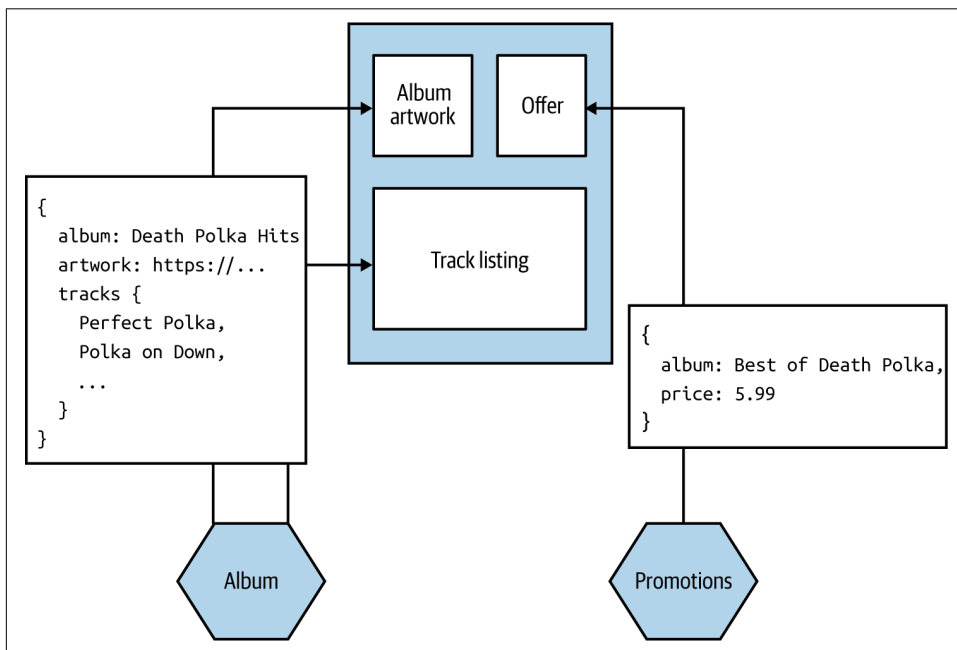 Album
artwork
Offer
Track listing
{
album: Death Polka Hits
artwork: https://...
tracks {
Perfect Polka,
Polka on Down,
...
}
}
{
album: Best of Death Polka,
price: 5.99
}
Album
Promotions